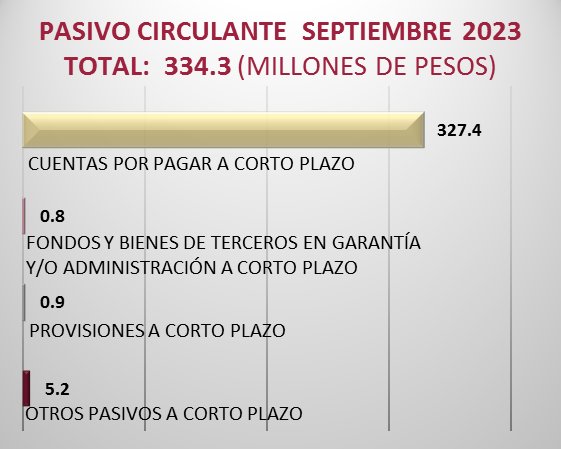 PASIVO CIRCULANTE SEPTIEMBRE 2023
TOTAL: 334.3 (MILLONES DE PESOS)
327.4
CUENTAS POR PAGAR A CORTO PLAZO
0.8
FONDOS Y BIENES DE TERCEROS EN GARANTÍA
Y/O ADMINISTRACIÓN A CORTO PLAZO
0.9
PROVISIONES A CORTO PLAZO
5.2
OTROS PASIVOS A CORTO PLAZO